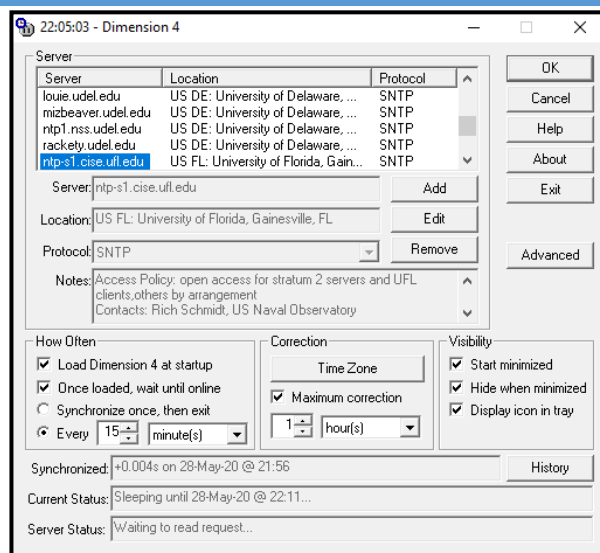 22:05:03 - Dimension 4
Server
Server Location Protocol
louie.udel.edu US DE: University of Delaware, ... SNTP
mizbeaver.udel.edu US DE: University of Delaware, ... SNTP
ntp1.nss.udel.edu US DE: University of Delaware, ... SNTP
rackety.udel.edu US DE: University of Delaware, ... SNTP
ntp-s1.cise.ufl.edu US FL: University of Florida, Gain... SNTP
Server: ntp-s1.cise.ufl.edu Add
Location: US FL: University of Florida, Gainesville, FL Edit
Protocol: SNTP Remove
Notes: Access Policy: open access for stratum 2 servers and UFL
clients,others by arrangement
Contacts: Rich Schmidt, US Naval Observatory
OK
Cancel
Help
About
Exit
Advanced
How Often
Load Dimension 4 at startup
Once loaded, wait until online
Synchronize once, then exit
Every 15 minute(s)
Correction
Time Zone
Maximum correction
1 hour(s)
Visibility
Start minimized
Hide when minimized
Display icon in tray
Synchronized: +0.004s on 28-May-20 @ 21:56 History
Current Status: Sleeping until 28-May-20 @ 22:11...
Server Status: Waiting to read request...